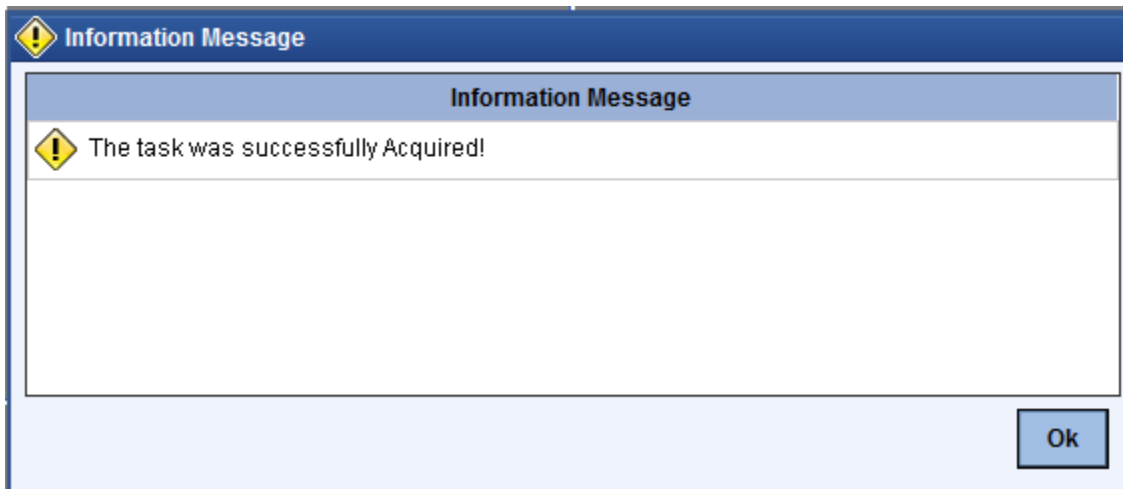 Information Message
Information Message
The task was successfully Acquired!
Ok